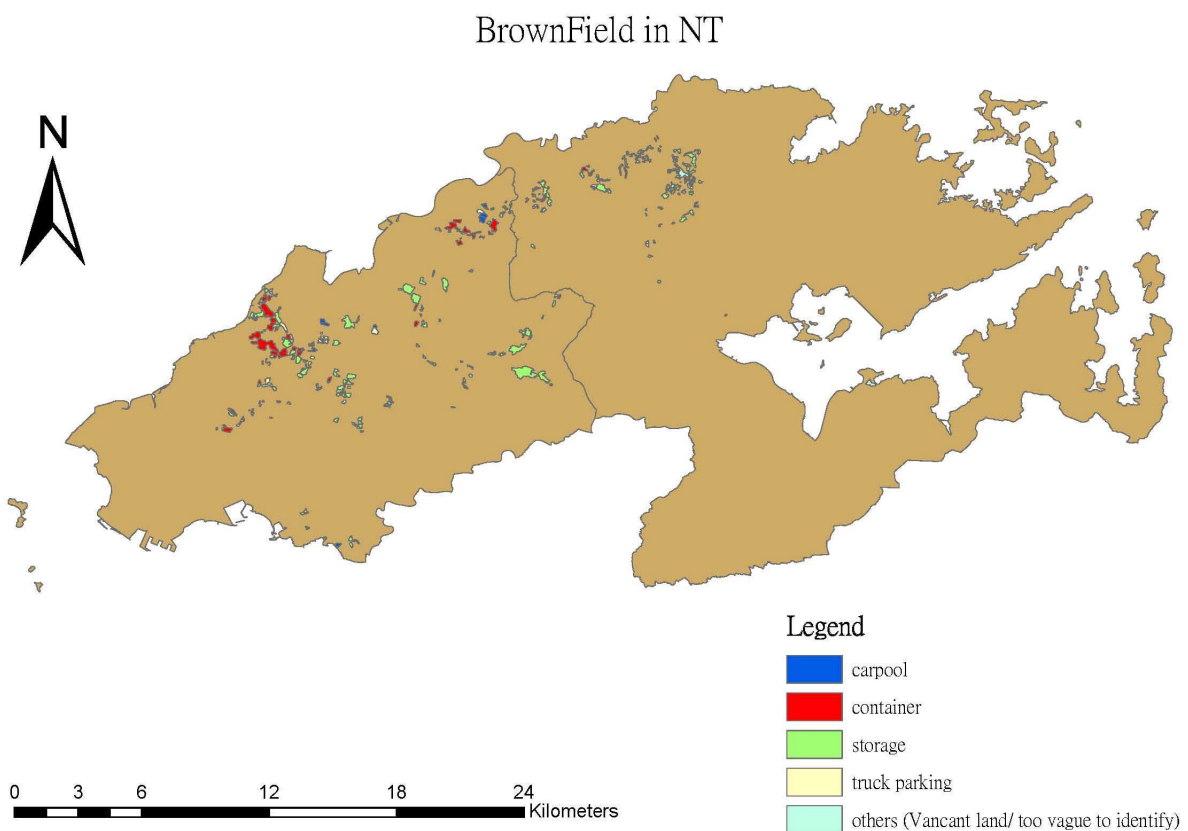 BrownField in NT
N
Legend
carpool
container
storage
truck parking
others (Vancant land/ too vague to identify)
0 3 6 12 18 24
Kilometers